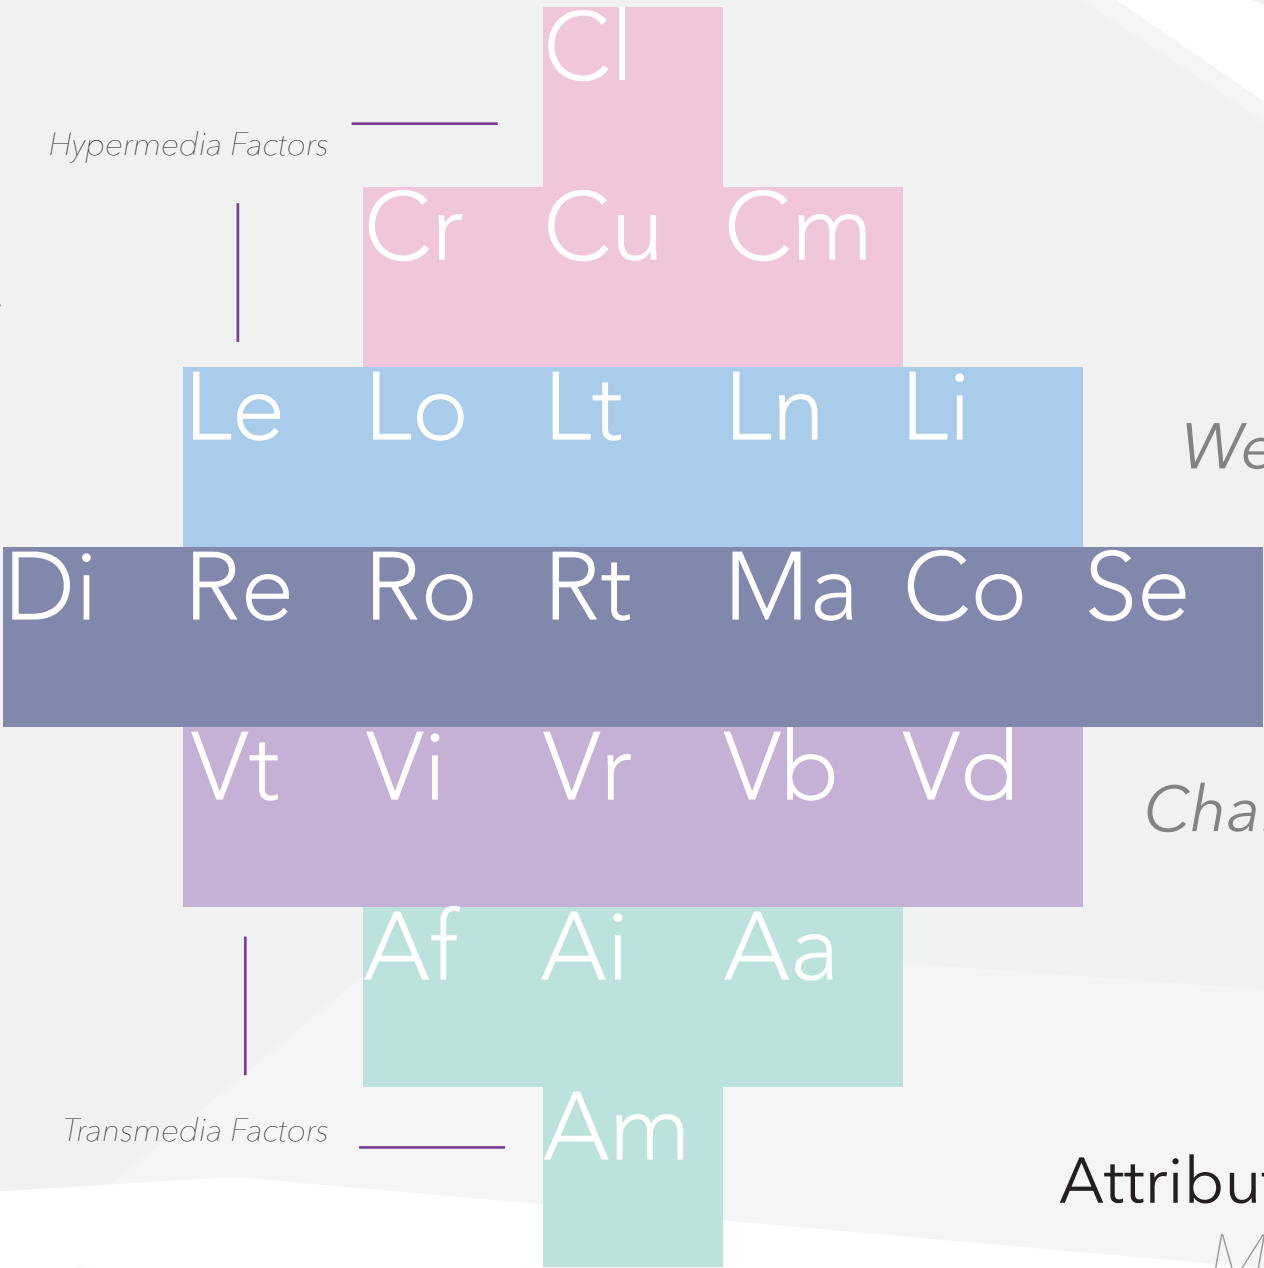 Cl
Hypermedia Factors
Cr Cu Cm
Le Lo Lt Ln Li
Di Re Ro Rt Ma Co Se
Vt Vi Vr Vb Vd
Af Ai Aa
Transmedia Factors
Am